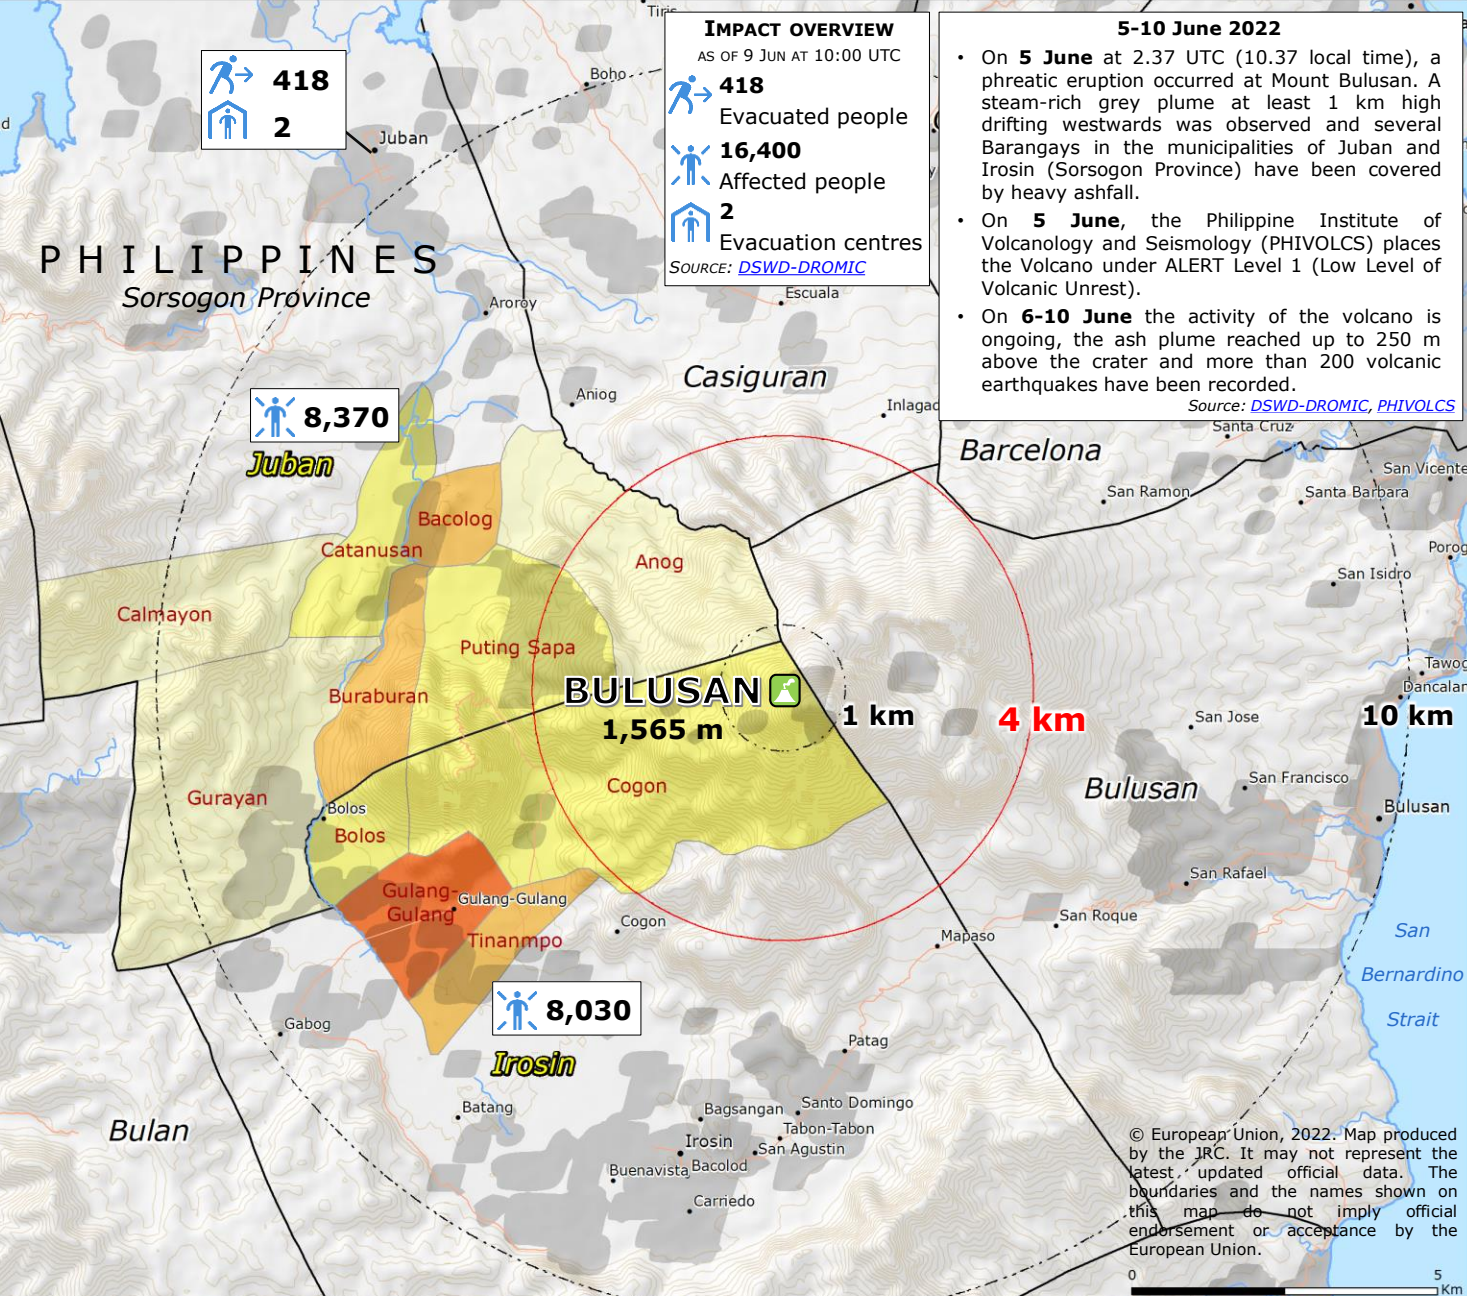 Tiris
Boho
418
2
Juban
PHILIPPINES
Sorsogon Province
Aroroy
IMPACT OVERVIEW
AS OF 9 JUN AT 10:00 UTC
418
Evacuated people
16,400
Affected people
2
Evacuation centres
SOURCE: DSWD-DROMIC
5-10 June 2022
• On 5 June at 2.37 UTC (10.37 local time), a
phreatic eruption occurred at Mount Bulusan. A
steam-rich grey plume at least 1 km high
drifting westwards was observed and several
Barangays in the municipalities of Juban and
Irosin (Sorsogon Province) have been covered
by heavy ashfall.
• On 5 June, the Philippine Institute of
Volcanology and Seismology (PHIVOLCS) places
the Volcano under ALERT Level 1 (Low Level of
Volcanic Unrest).
• On 6-10 June the activity of the volcano is
ongoing, the ash plume reached up to 250 m
above the crater and more than 200 volcanic
earthquakes have been recorded.
Source: DSWD-DROMIC, PHIVOLCS
Escuala
Casiguran
Aniog
Inlagad
8,370
Juban
Santa Cruz
Barcelona
San Vicente
San Ramon
Santa Barbara
Bacolog
Catanusan
Anog
Porog
San Isidro
Calmayon
Puting Sapa
Tawog
Dancalan
Buraburan
BULUSAN
1,565 m
1 km
4 km
10 km
San Jose
Cogon
Gurayan
Bulusan
San Francisco
Bulusan
Bolos
Bolos
Gulang-
Gulang
Gulang-Gulang
San Rafael
Cogon
San Roque
Tinanmpo
Mapaso
San
Bernardino
Strait
8,030
Gabog
Irosin
Patag
Batang
Bagsangan
Santo Domingo
Tabon-Tabon
Bulan
Irosin
San Agustin
Buenavista
Bacolod
Carriedo
© European Union, 2022. Map produced
by the JRC. It may not represent the
latest updated official data. The
boundaries and the names shown on
this map do not imply official
endorsement or acceptance by the
European Union.
0
5
Km